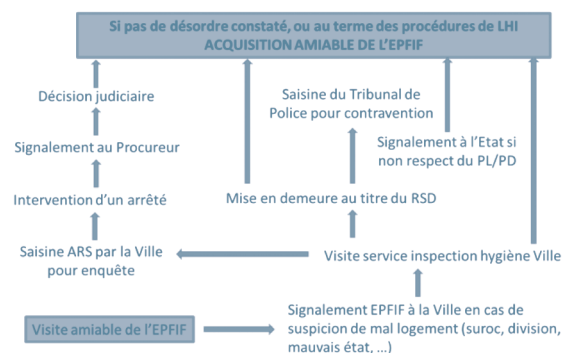 Si pas de désordre constaté, ou au terme des procédures de LHI
ACQUISITION AMIABLE DE L'EPFIF
Décision judiciaire
Saisine du Tribunal de
Police pour contravention
Signalement au Procureur
Signalement à l'Etat si
non respect du PL/PD
Intervention d'un arrêté
Mise en demeure au titre du RSD
Saisine ARS par la Ville
pour enquête
Visite service inspection hygiène Ville
Visite amiable de l'EPFIF
Signalement EPFIF à la Ville en cas de
suspicion de mal logement (suroc, division,
mauvais état, ...)